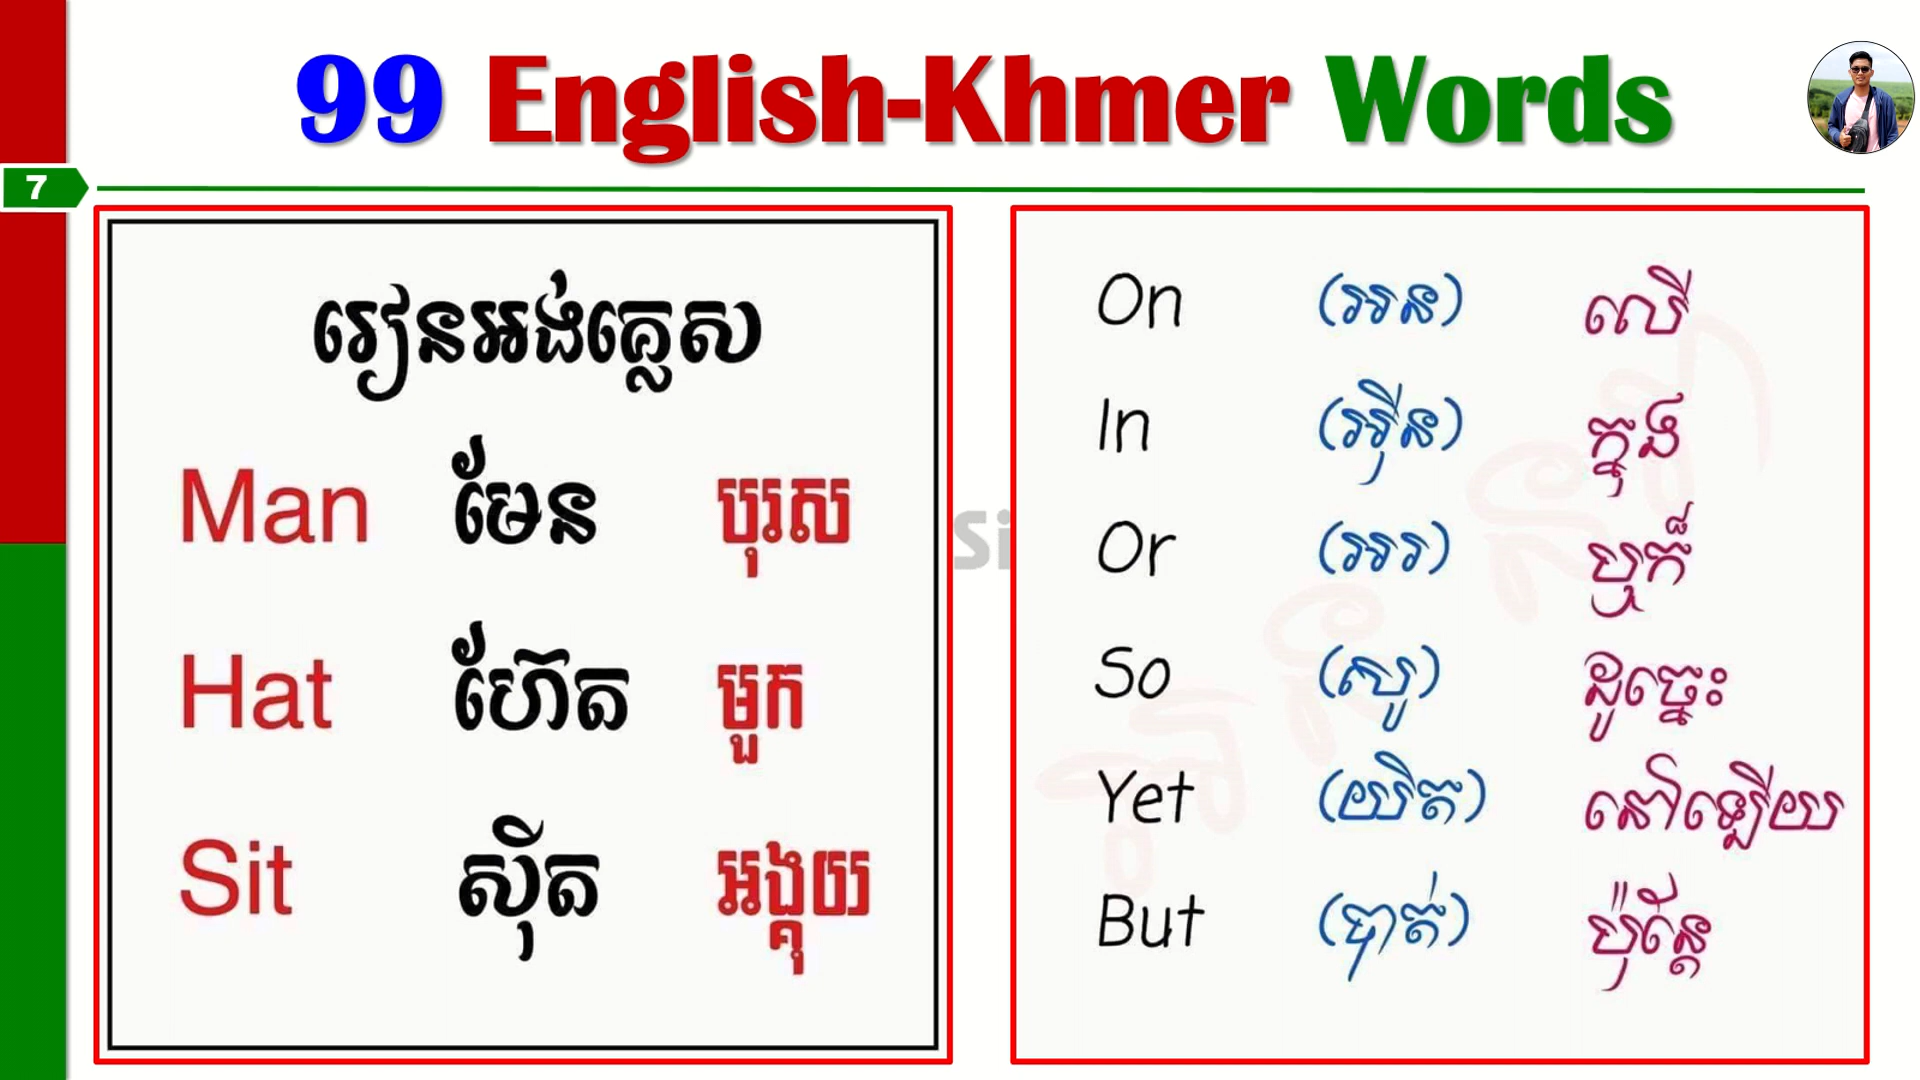 99 English-Khmer Words
7
រៀនអង់គ្លេស
Man ម៉ែន បុរស
Hat ហ៊ែត មួក
Sit ស៊ីត អង្គុយ
On (អន) លើ
In (អ៊ីន) ក្នុង
Or (អរ) ឬក៏
So (សូ) ដូច្នេះ
Yet (យិត) នៅឡើយ
But (បាត់) ប៉ុន្តែ